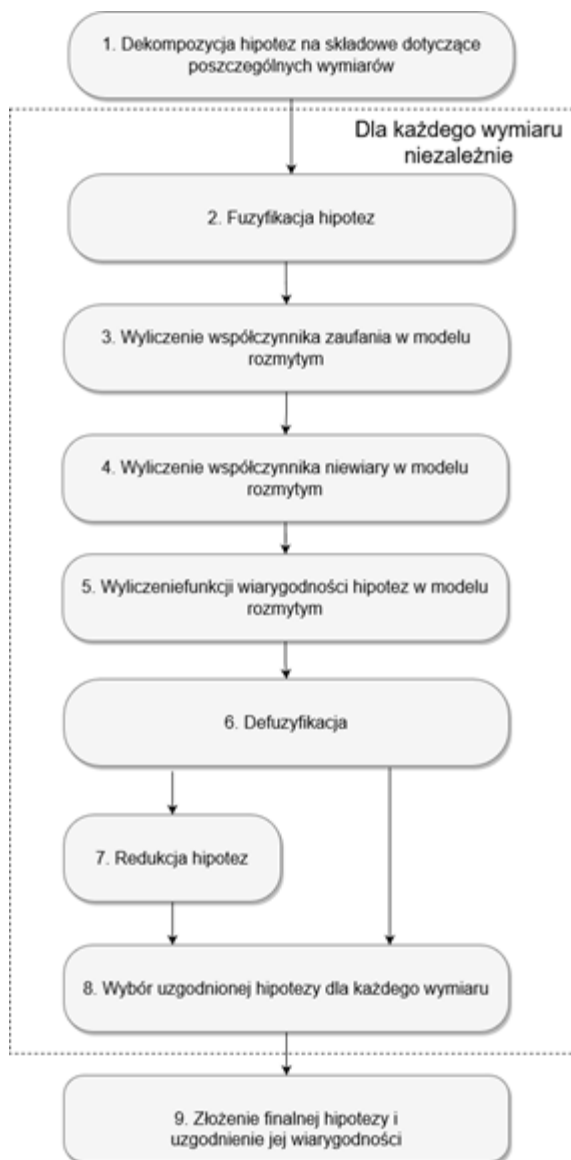 1. Dekompozycja hipotez na składowe dotyczące
poszczególnych wymiarów
Dla każdego wymiaru
niezależnie
2. Fuzyfikacja hipotez
3. Wyliczenie współczynnika zaufania w modelu
rozmytym
4. Wyliczenie współczynnika niewiary w modelu
rozmytym
5. Wyliczeniefunkcji wiarygodności hipotez w modelu
rozmytym
6. Defuzyfikacja
7. Redukcja hipotez
8. Wybór uzgodnionej hipotezy dla każdego wymiaru
9. Złożenie finalnej hipotezy i
uzgodnienie jej wiarygodności